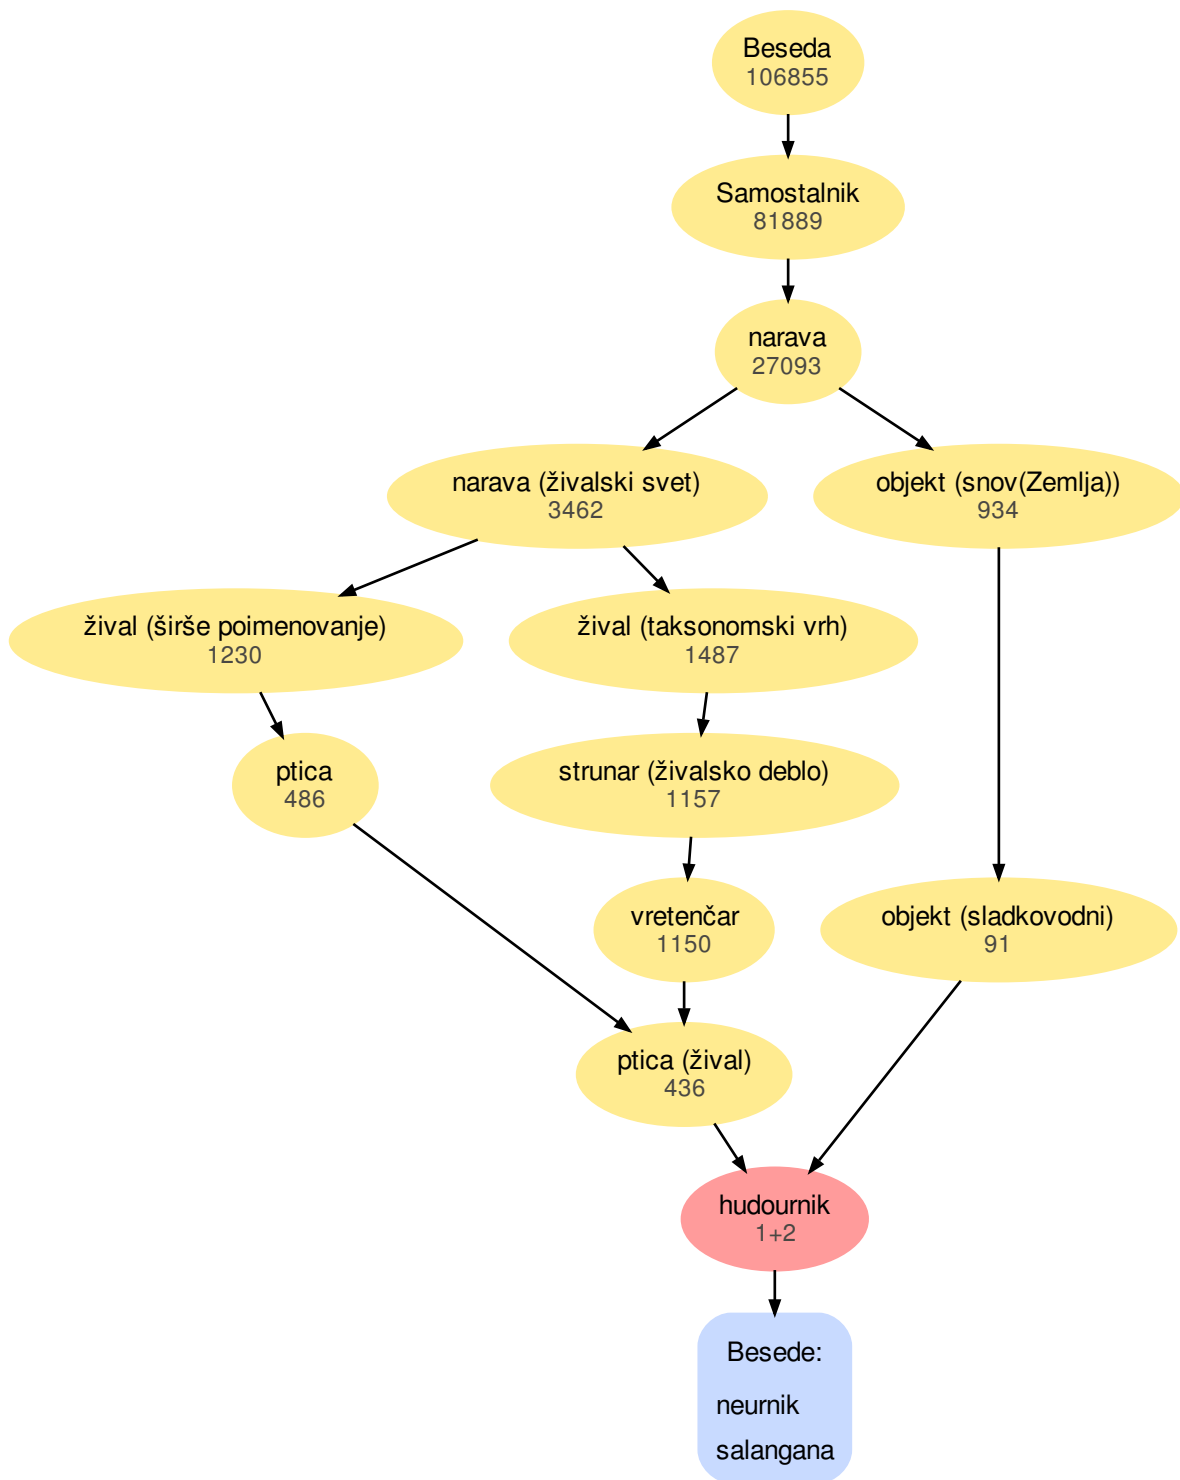 Beseda
106855
Samostalnik
81889
narava
27093
narava (živalski svet)
3462
objekt (snov(Zemlja))
934
žival (širše poimenovanje)
1230
žival (taksonomski vrh)
1487
ptica
486
strunar (živalsko deblo)
1157
vretenčar
1150
objekt (sladkovodni)
91
ptica (žival)
436
hudournik
1+2
Besede:
neurnik
salangana